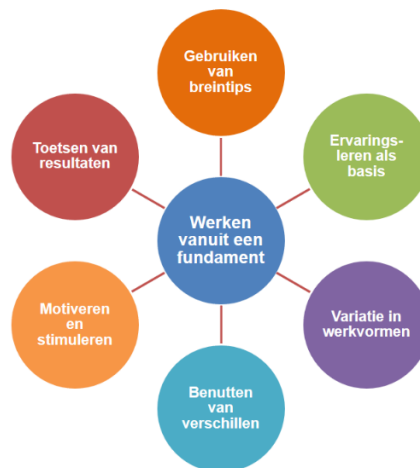 Gebruiken
van
breintips
Ervarings-
leren als
basis
Variatie in
werkvormen
Benutten
van
verschillen
Motiveren
en
stimuleren
Toetsen van
resultaten
Werken
vanuit een
fundament